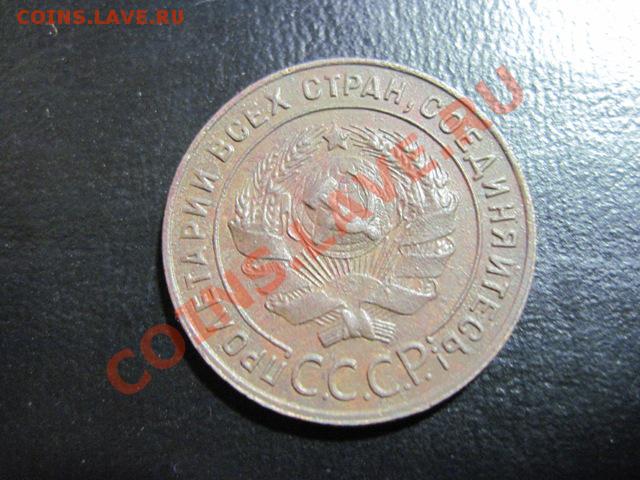 COINS.LAVE.RU
ПРОЛЕТАРИИ ВСЕХ СТРАН, СОЕДИНЯЙТЕСЬ!
С.С.С.Р.
COINS.LAVE.RU